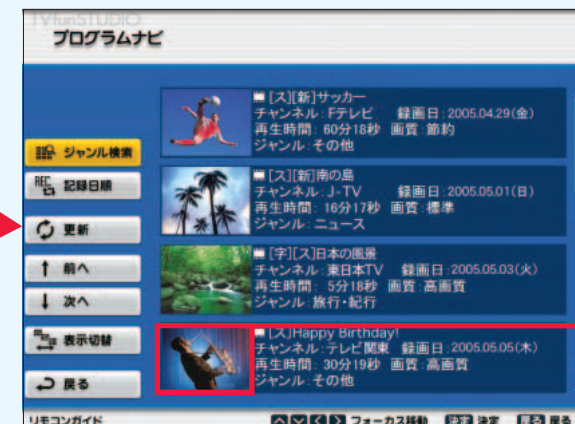 TVfunSTUDIO
プログラムナビ
ジャンル検索
REC 記録日順
更新
↑ 前へ
↓ 次へ
表示切替
戻る
[ス][新]サッカー
チャンネル:Fテレビ 録画日:2005.04.29(金)
再生時間: 60分18秒 画質:節約
ジャンル:その他
[ス][新]南の島
チャンネル:J-TV 録画日:2005.05.01(日)
再生時間: 16分17秒 画質:標準
ジャンル:ニュース
[字][ス]日本の風景
チャンネル:東日本TV 録画日:2005.05.03(火)
再生時間: 5分18秒 画質:高画質
ジャンル:旅行・紀行
[ス]Happy Birthday!
チャンネル:テレビ関東 録画日:2005.05.05(木)
再生時間: 30分19秒 画質:高画質
ジャンル:その他
リモコンガイド
フォーカス移動 決定 決定 戻る 戻る